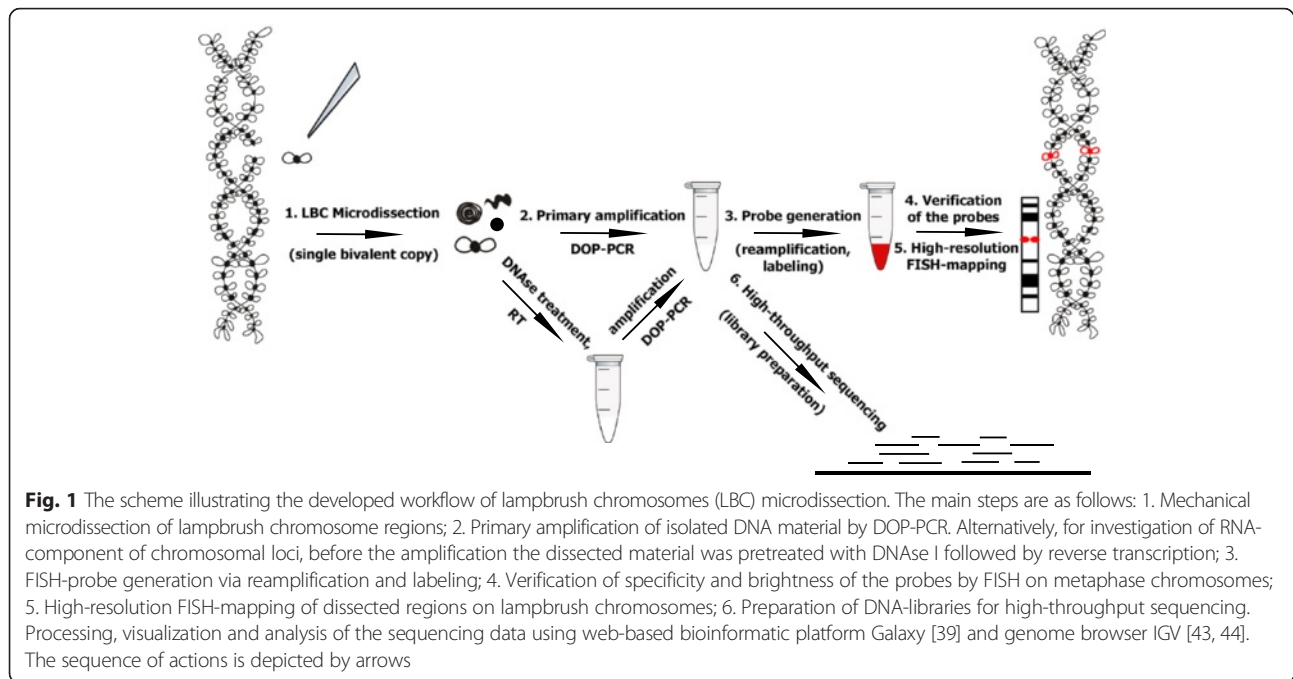 1. LBC Microdissection
(single bivalent copy)
2. Primary amplification
DOP-PCR
DNAse treatment,
RT
amplification
DOP-PCR
3. Probe generation
(reamplification,
labeling)
4. Verification
of the probes
5. High-resolution
FISH-mapping
6. High-throughput sequencing
(library preparation)
Fig. 1 The scheme illustrating the developed workflow of lampbrush chromosomes (LBC) microdissection. The main steps are as follows: 1. Mechanical
microdissection of lampbrush chromosome regions; 2. Primary amplification of isolated DNA material by DOP-PCR. Alternatively, for investigation of RNA-
component of chromosomal loci, before the amplification the dissected material was pretreated with DNAse I followed by reverse transcription; 3.
FISH-probe generation via reamplification and labeling; 4. Verification of specificity and brightness of the probes by FISH on metaphase chromosomes;
5. High-resolution FISH-mapping of dissected regions on lampbrush chromosomes; 6. Preparation of DNA-libraries for high-throughput sequencing.
Processing, visualization and analysis of the sequencing data using web-based bioinformatic platform Galaxy [39] and genome browser IGV [43, 44].
The sequence of actions is depicted by arrows